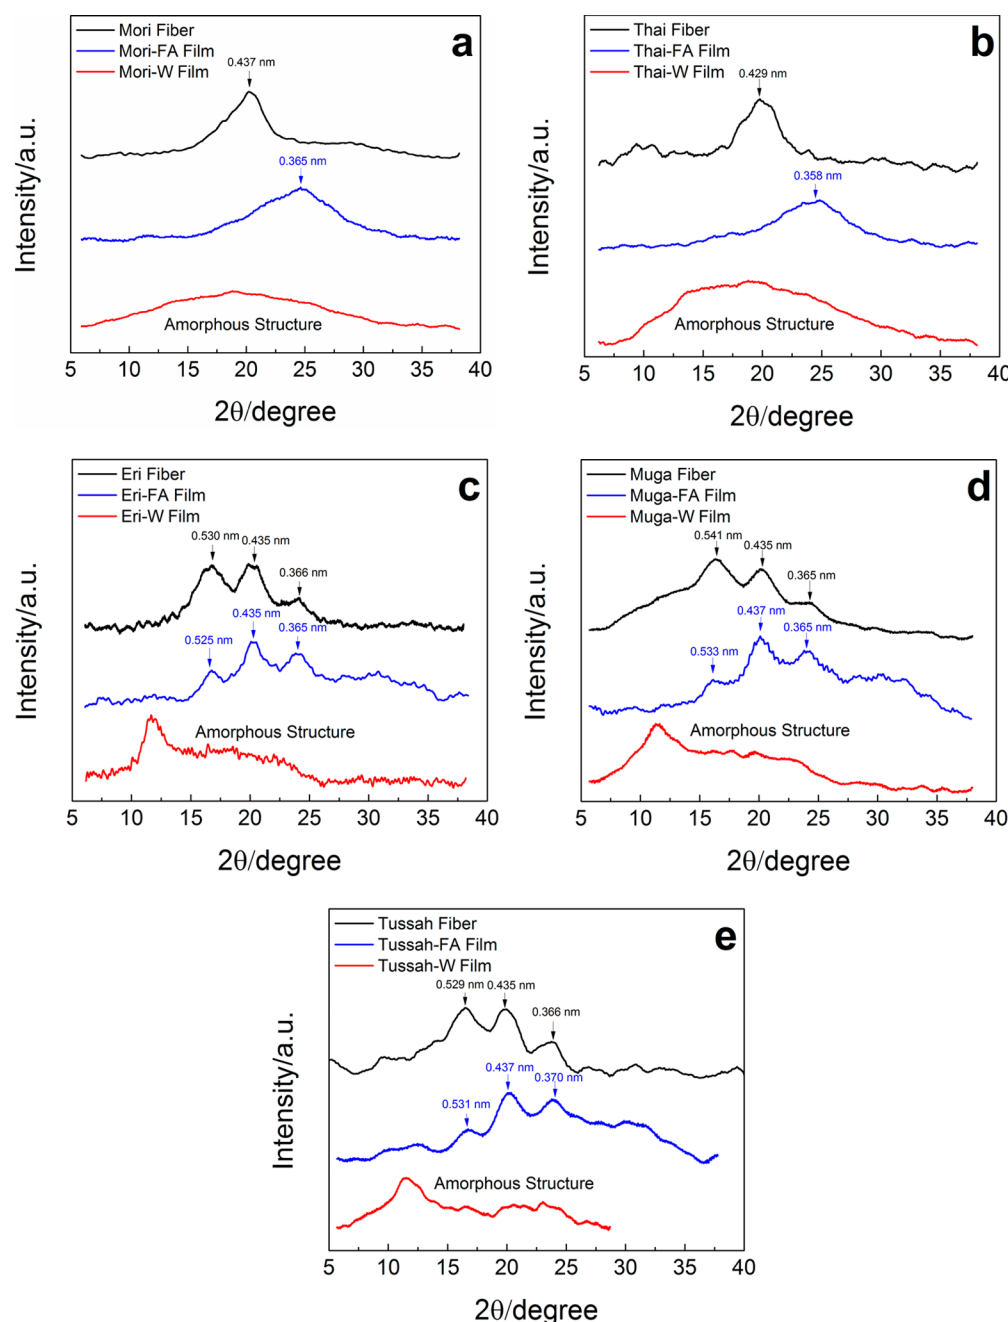 Mori Fiber
Mori-FA Film
Mori-W Film
a
0.437 nm
0.365 nm
Amorphous Structure
Intensity/a.u.
5 10 15 20 25 30 35 40
2θ/degree
Thai Fiber
Thai-FA Film
Thai-W Film
b
0.429 nm
0.358 nm
Amorphous Structure
Intensity/a.u.
5 10 15 20 25 30 35 40
2θ/degree
Eri Fiber
Eri-FA Film
Eri-W Film
c
0.530 nm 0.435 nm
0.366 nm
0.525 nm 0.435 nm 0.365 nm
Amorphous Structure
Intensity/a.u.
5 10 15 20 25 30 35 40
2θ/degree
Muga Fiber
Muga-FA Film
Muga-W Film
d
0.541 nm
0.435 nm
0.365 nm
0.533 nm 0.437 nm 0.365 nm
Amorphous Structure
Intensity/a.u.
5 10 15 20 25 30 35 40
2θ/degree
Tussah Fiber
Tussah-FA Film
Tussah-W Film
e
0.529 nm 0.435 nm
0.366 nm
0.531 nm 0.437 nm 0.370 nm
Amorphous Structure
Intensity/a.u.
5 10 15 20 25 30 35 40
2θ/degree